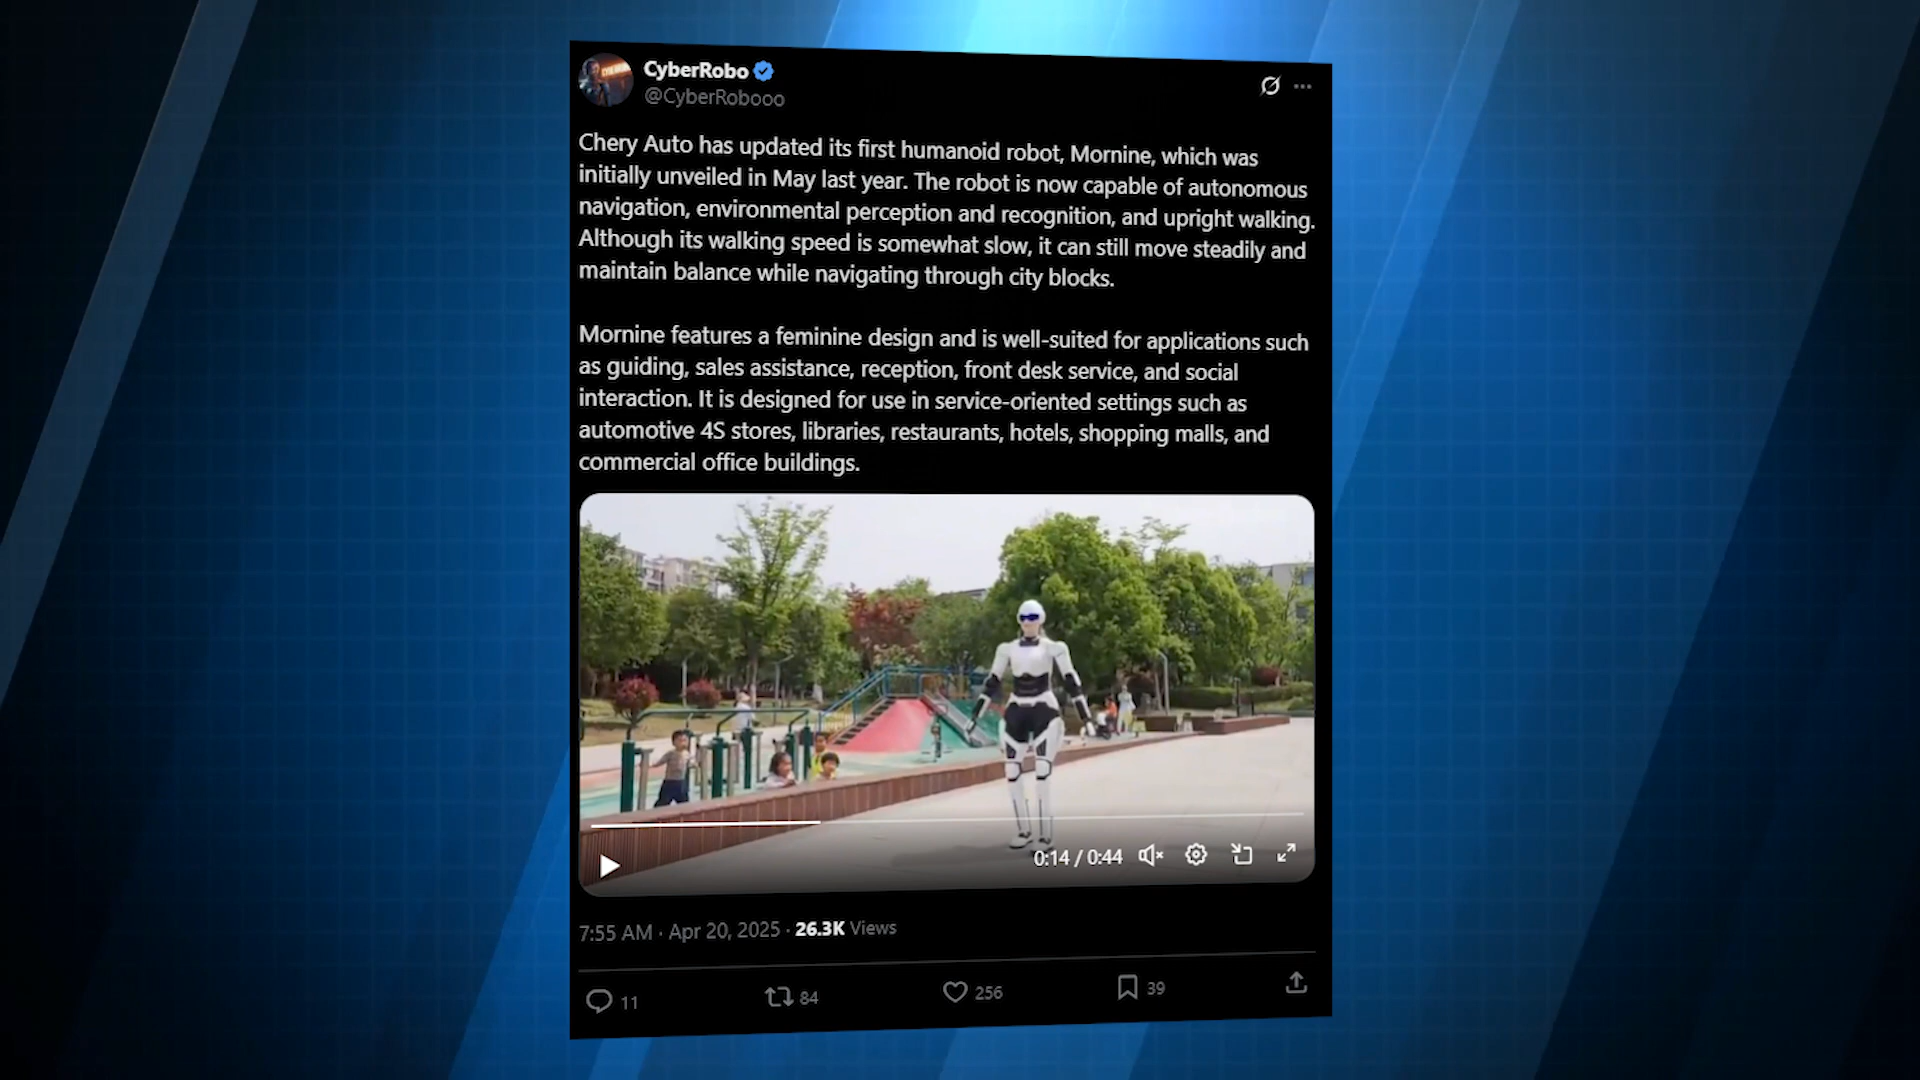 CyberRobo
@CyberRobooo
Chery Auto has updated its first humanoid robot, Mornine, which was
initially unveiled in May last year. The robot is now capable of autonomous
navigation, environmental perception and recognition, and upright walking.
Although its walking speed is somewhat slow, it can still move steadily and
maintain balance while navigating through city blocks.
Mornine features a feminine design and is well-suited for applications such
as guiding, sales assistance, reception, front desk service, and social
interaction. It is designed for use in service-oriented settings such as
automotive 4S stores, libraries, restaurants, hotels, shopping malls, and
commercial office buildings.
0:14 / 0:44
7:55 AM · Apr 20, 2025 · 26.3K Views
11 84 256 39